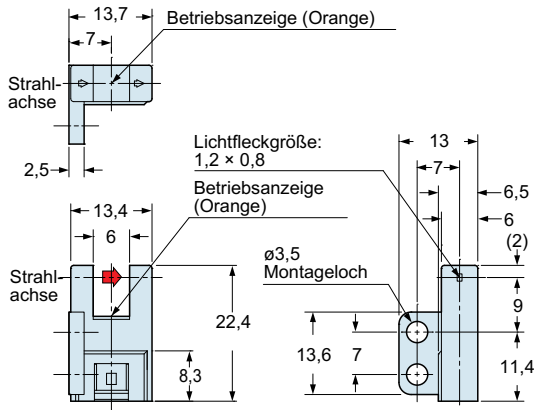 13,7
7
Betriebsanzeige (Orange)
Strahl-
achse
2,5
Lichtfleckgröße:
1,2 × 0,8
13
7
6,5
6
(2)
13,4
6
Betriebsanzeige
(Orange)
Strahl-
achse
22,4
8,3
ø3,5
Montageloch
13,6
7
9
11,4